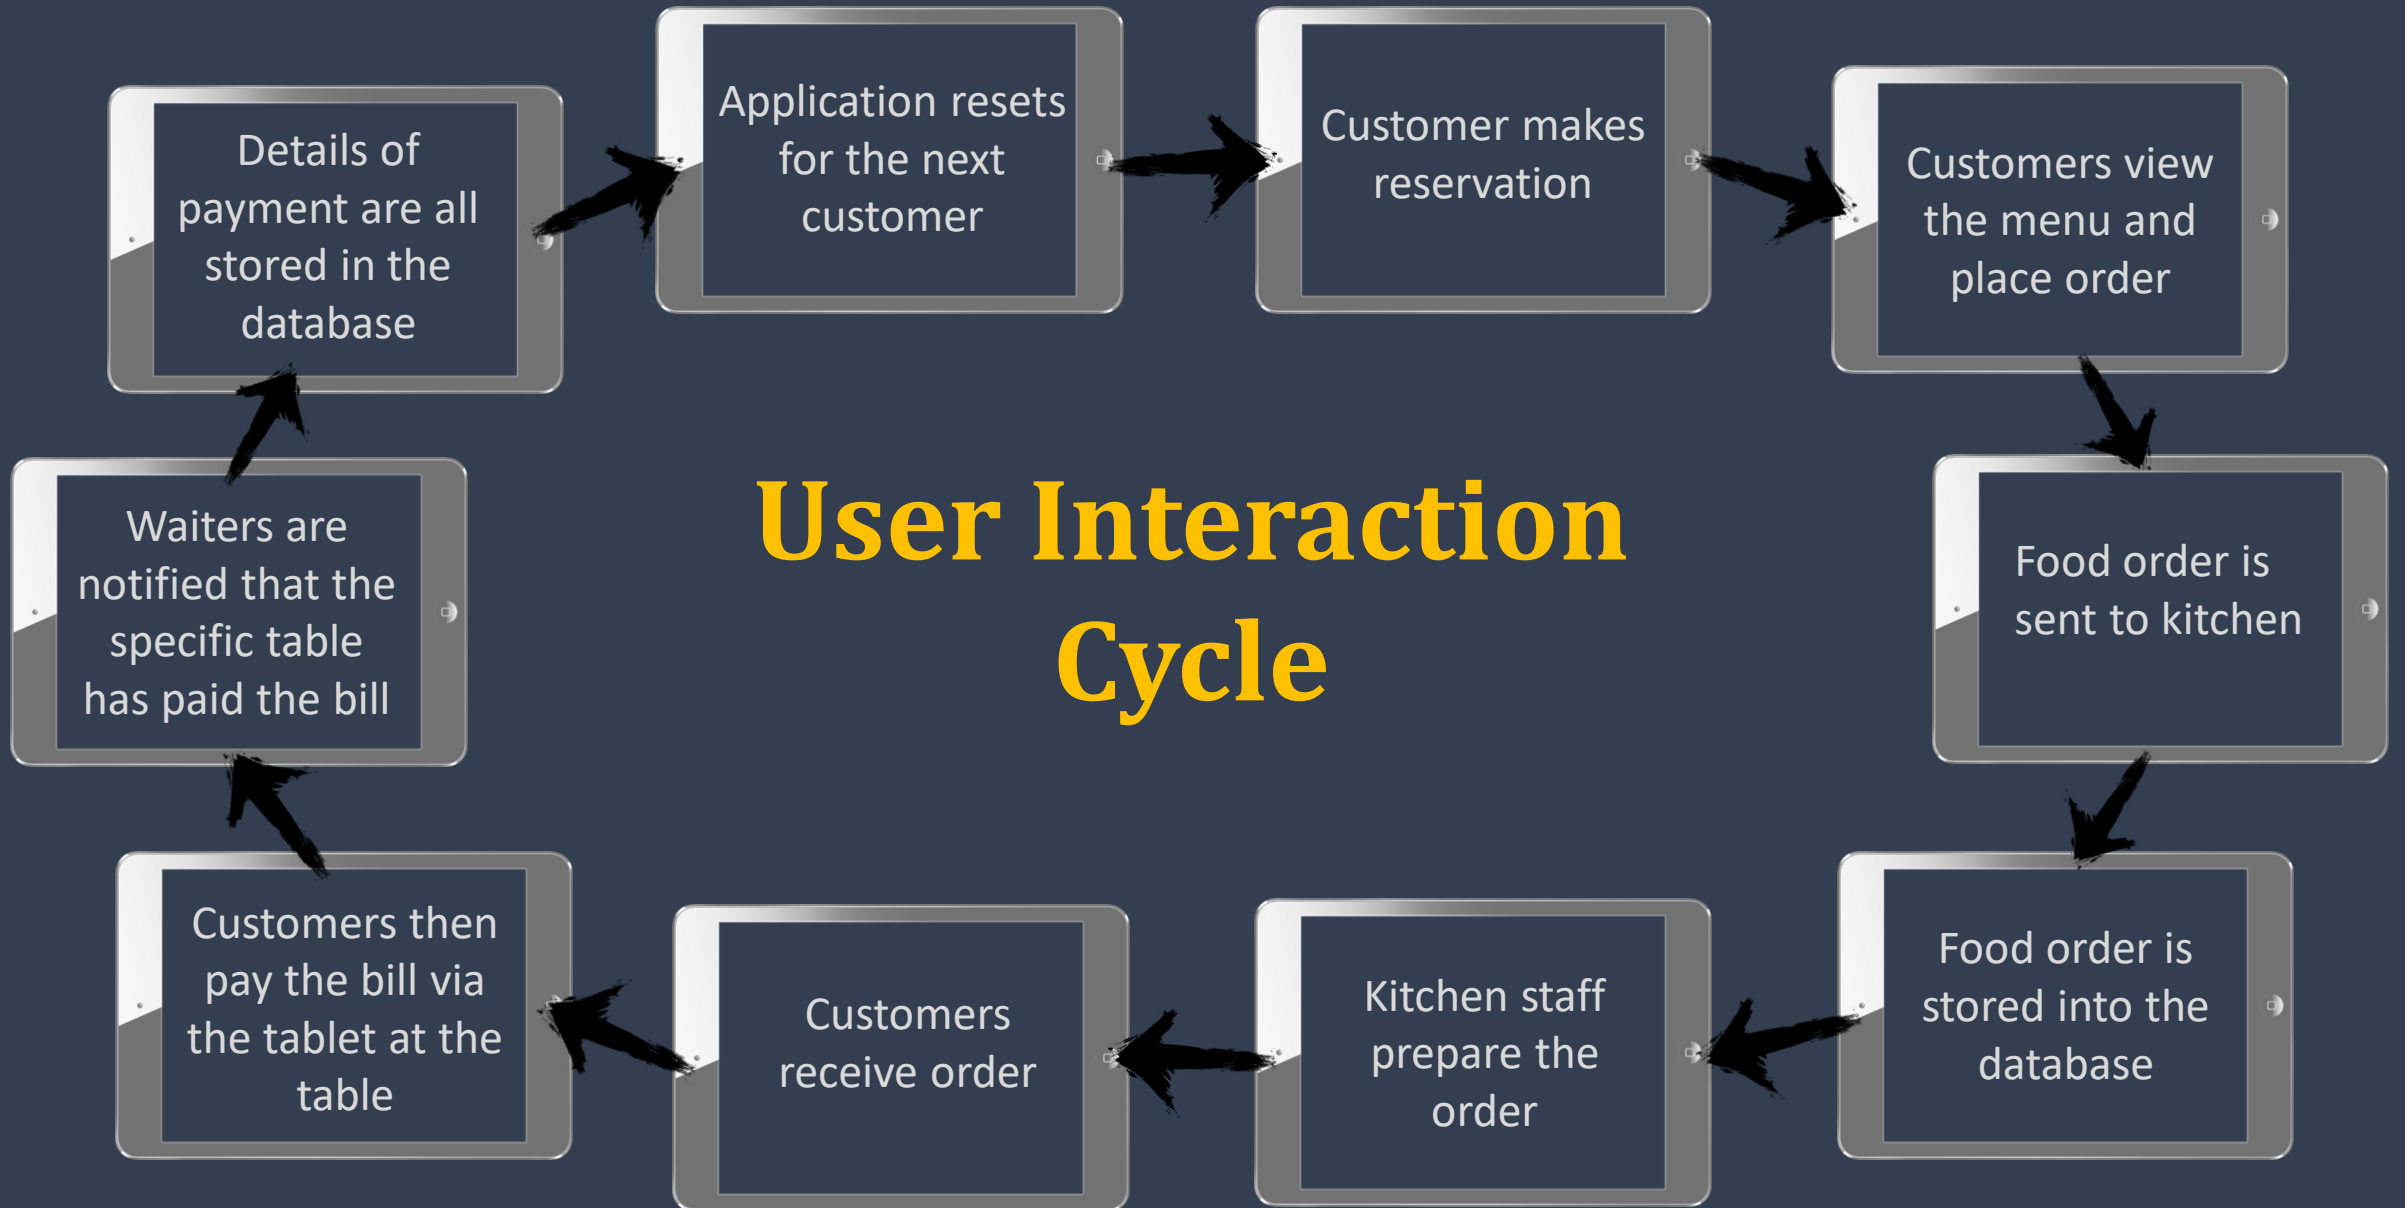 Details of
payment are all
stored in the
database
Application resets
for the next
customer
Customer makes
reservation
Customers view
the menu and
place order
User Interaction
Cycle
Waiters are
notified that the
specific table
has paid the bill
Food order is
sent to kitchen
Customers then
pay the bill via
the tablet at the
table
Customers
receive order
Kitchen staff
prepare the
order
Food order is
stored into the
database